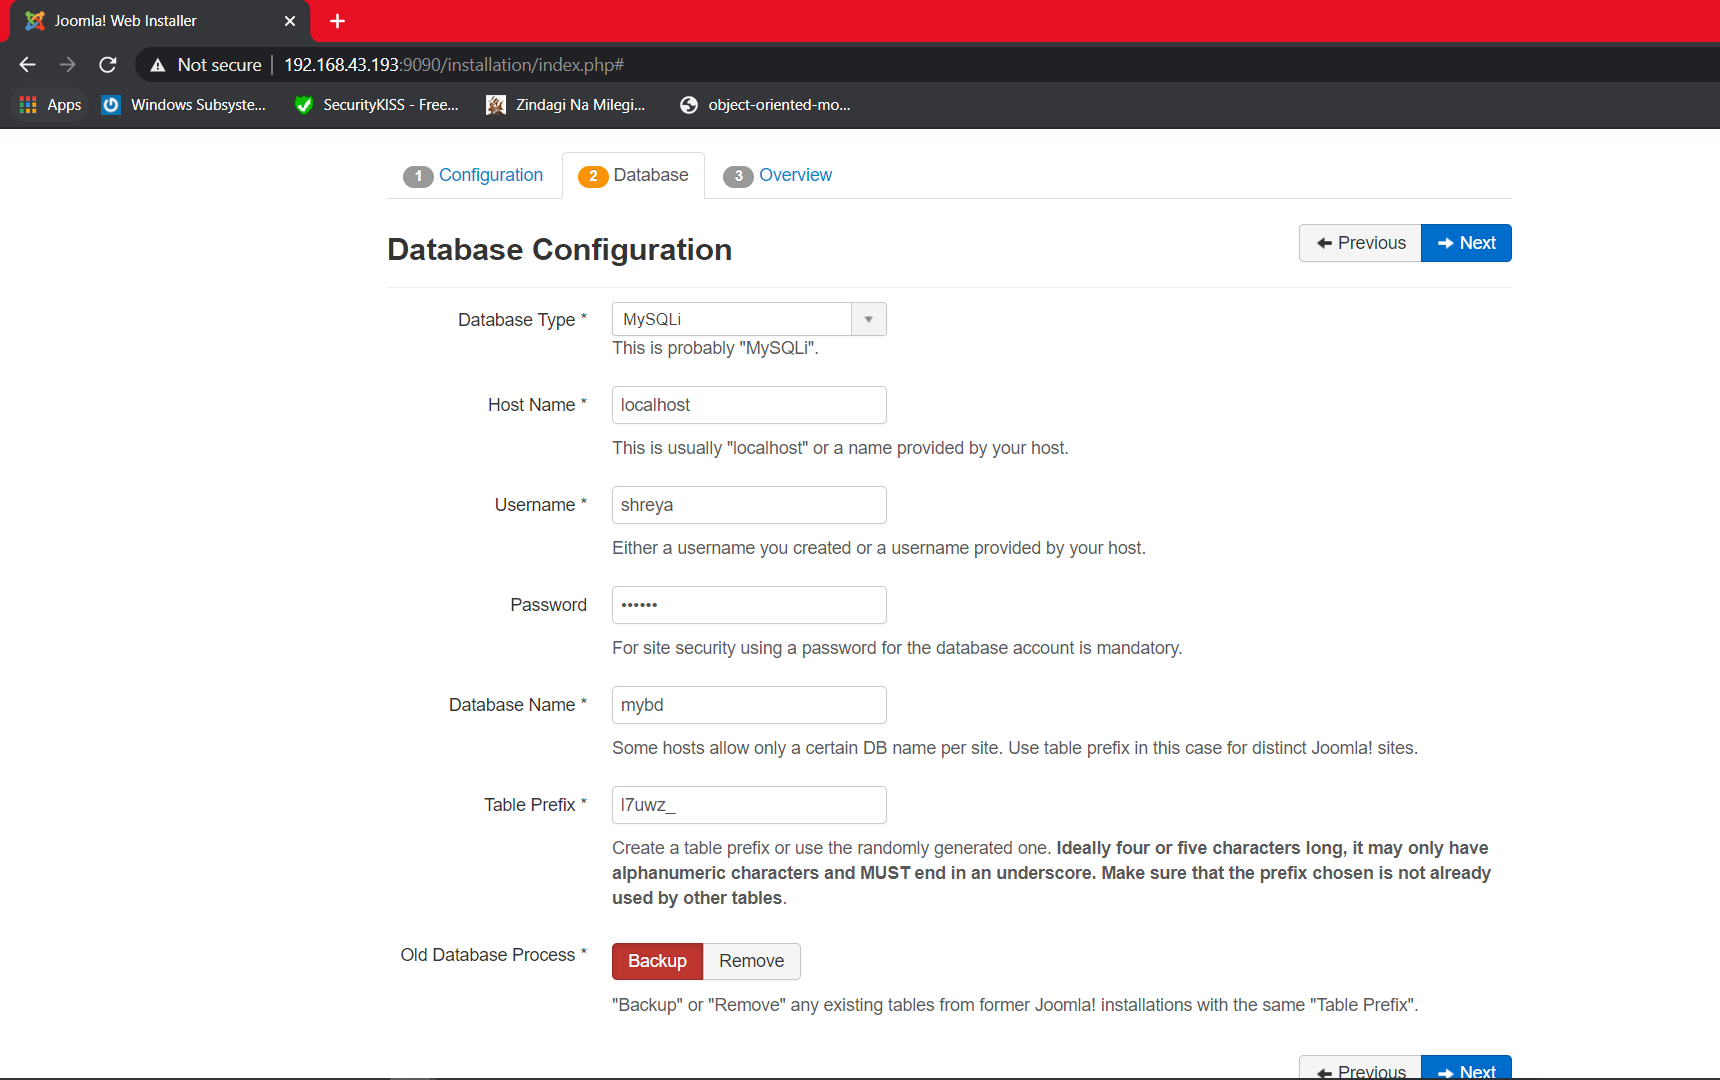 Joomla! Web Installer
Not secure | 192.168.43.193:9090/installation/index.php#
Apps Windows Subsyste... SecurityKISS - Free... Zindagi Na Milegi... object-oriented-mo...
1 Configuration 2 Database 3 Overview
Database Configuration
Previous Next
Database Type * MySQLi
This is probably "MySQLi".
Host Name * localhost
This is usually "localhost" or a name provided by your host.
Username * shreya
Either a username you created or a username provided by your host.
Password ••••••
For site security using a password for the database account is mandatory.
Database Name * mybd
Some hosts allow only a certain DB name per site. Use table prefix in this case for distinct Joomla! sites.
Table Prefix * l7uwz_
Create a table prefix or use the randomly generated one. Ideally four or five characters long, it may only have
alphanumeric characters and MUST end in an underscore. Make sure that the prefix chosen is not already
used by other tables.
Old Database Process * Backup Remove
"Backup" or "Remove" any existing tables from former Joomla! installations with the same "Table Prefix".
Previous Next